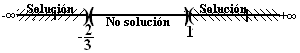 Solución Solución
-∞ No solución +∞
-2/3 1